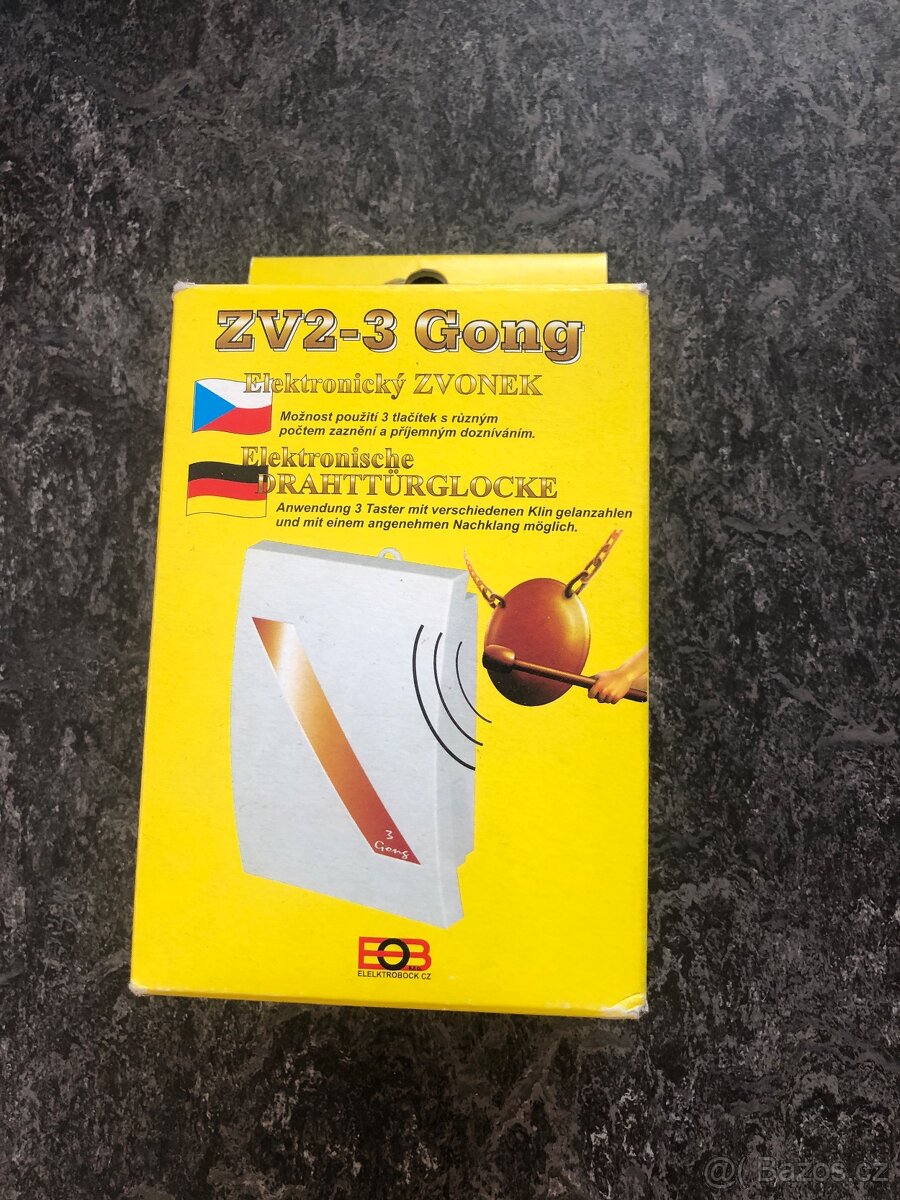 ZV2-3 Gong
Elektronický ZVONEK
Možnost použití 3 tlačítek s různým
počtem zaznění a příjemným dozníváním.
Elektronische
DRAHTTÜRGLOCKE
Anwendung 3 Taster mit verschiedenen Klin gelanzahlen
und mit einem angenehmen Nachklang möglich.
3
Gong
EOB
s.r.o.
ELELKTROBOCK CZ
@( Bazos.cz